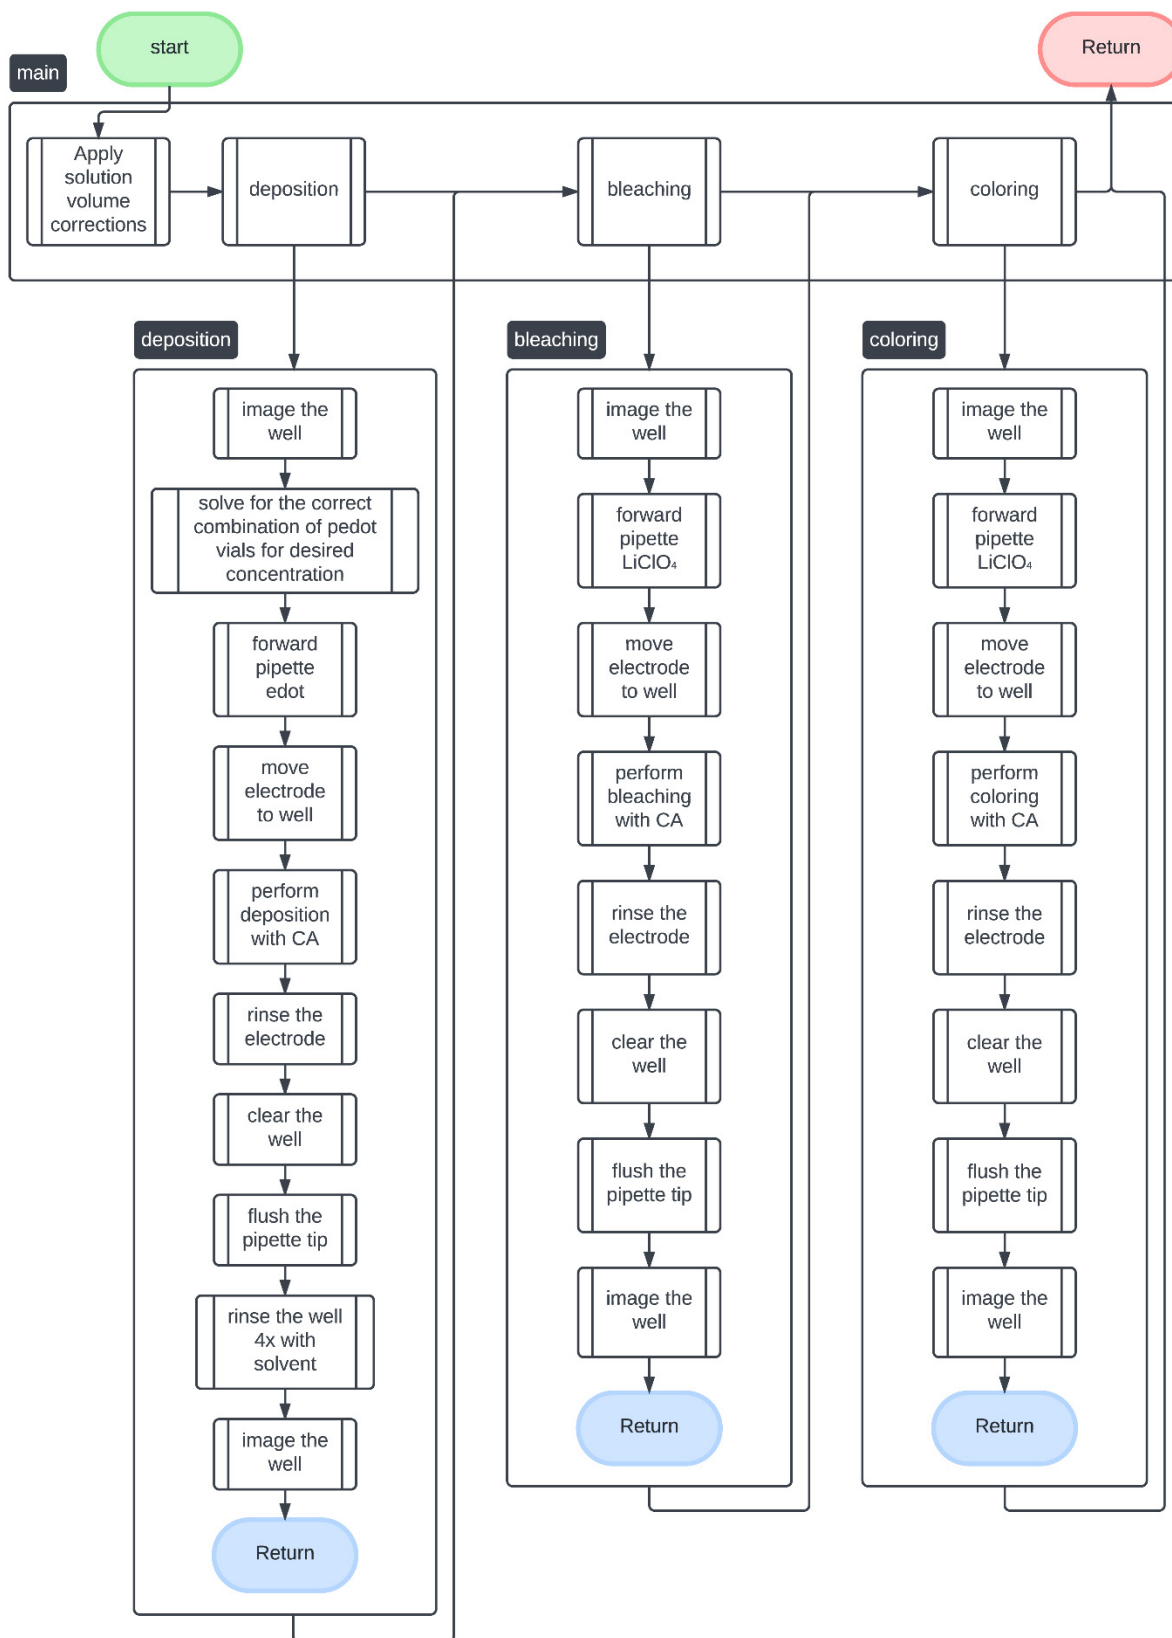 start
Return
main
Apply
solution
volume
corrections
deposition
bleaching
coloring
deposition
image the
well
solve for the correct
combination of pedot
vials for desired
concentration
forward
pipette
edot
move
electrode
to well
perform
deposition
with CA
rinse the
electrode
clear the
well
flush the
pipette tip
rinse the well
4x with
solvent
image the
well
Return
bleaching
image the
well
forward
pipette
LiClO₄
move
electrode
to well
perform
bleaching
with CA
rinse the
electrode
clear the
well
flush the
pipette tip
image the
well
Return
coloring
image the
well
forward
pipette
LiClO₄
move
electrode
to well
perform
coloring
with CA
rinse the
electrode
clear the
well
flush the
pipette tip
image the
well
Return